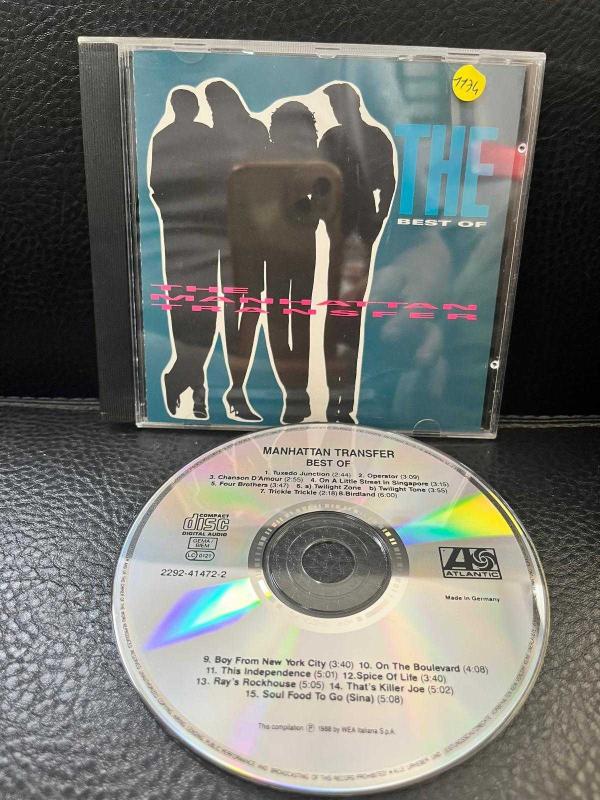 1134
THE
BEST OF
THE
MANHATTAN
TRANSFER
MANHATTAN TRANSFER
BEST OF
1. Tuxedo Junction (2:44) 2. Operator (3:09)
3. Chanson D'Amour (2:55) 4. On A Little Street in Singapore (3:15)
5. Four Brothers (3:47) 6. a) Twilight Zone b) Twilight Tone (3:55)
7. Trickle Trickle (2:18) 8.Birdland (6:00)
COMPACT
disc
DIGITAL AUDIO
GEMA/
BIEM
LC 0121
2292-41472-2
ATLANTIC
Made in Germany
9. Boy From New York City (3:40) 10. On The Boulevard (4:08)
11. This Independence (5:01) 12.Spice Of Life (3:40)
13. Ray's Rockhouse (5:05) 14. That's Killer Joe (5:02)
15. Soul Food To Go (Sina) (5:08)
This compilation Ⓟ 1988 by WEA Italiana S.p.A.